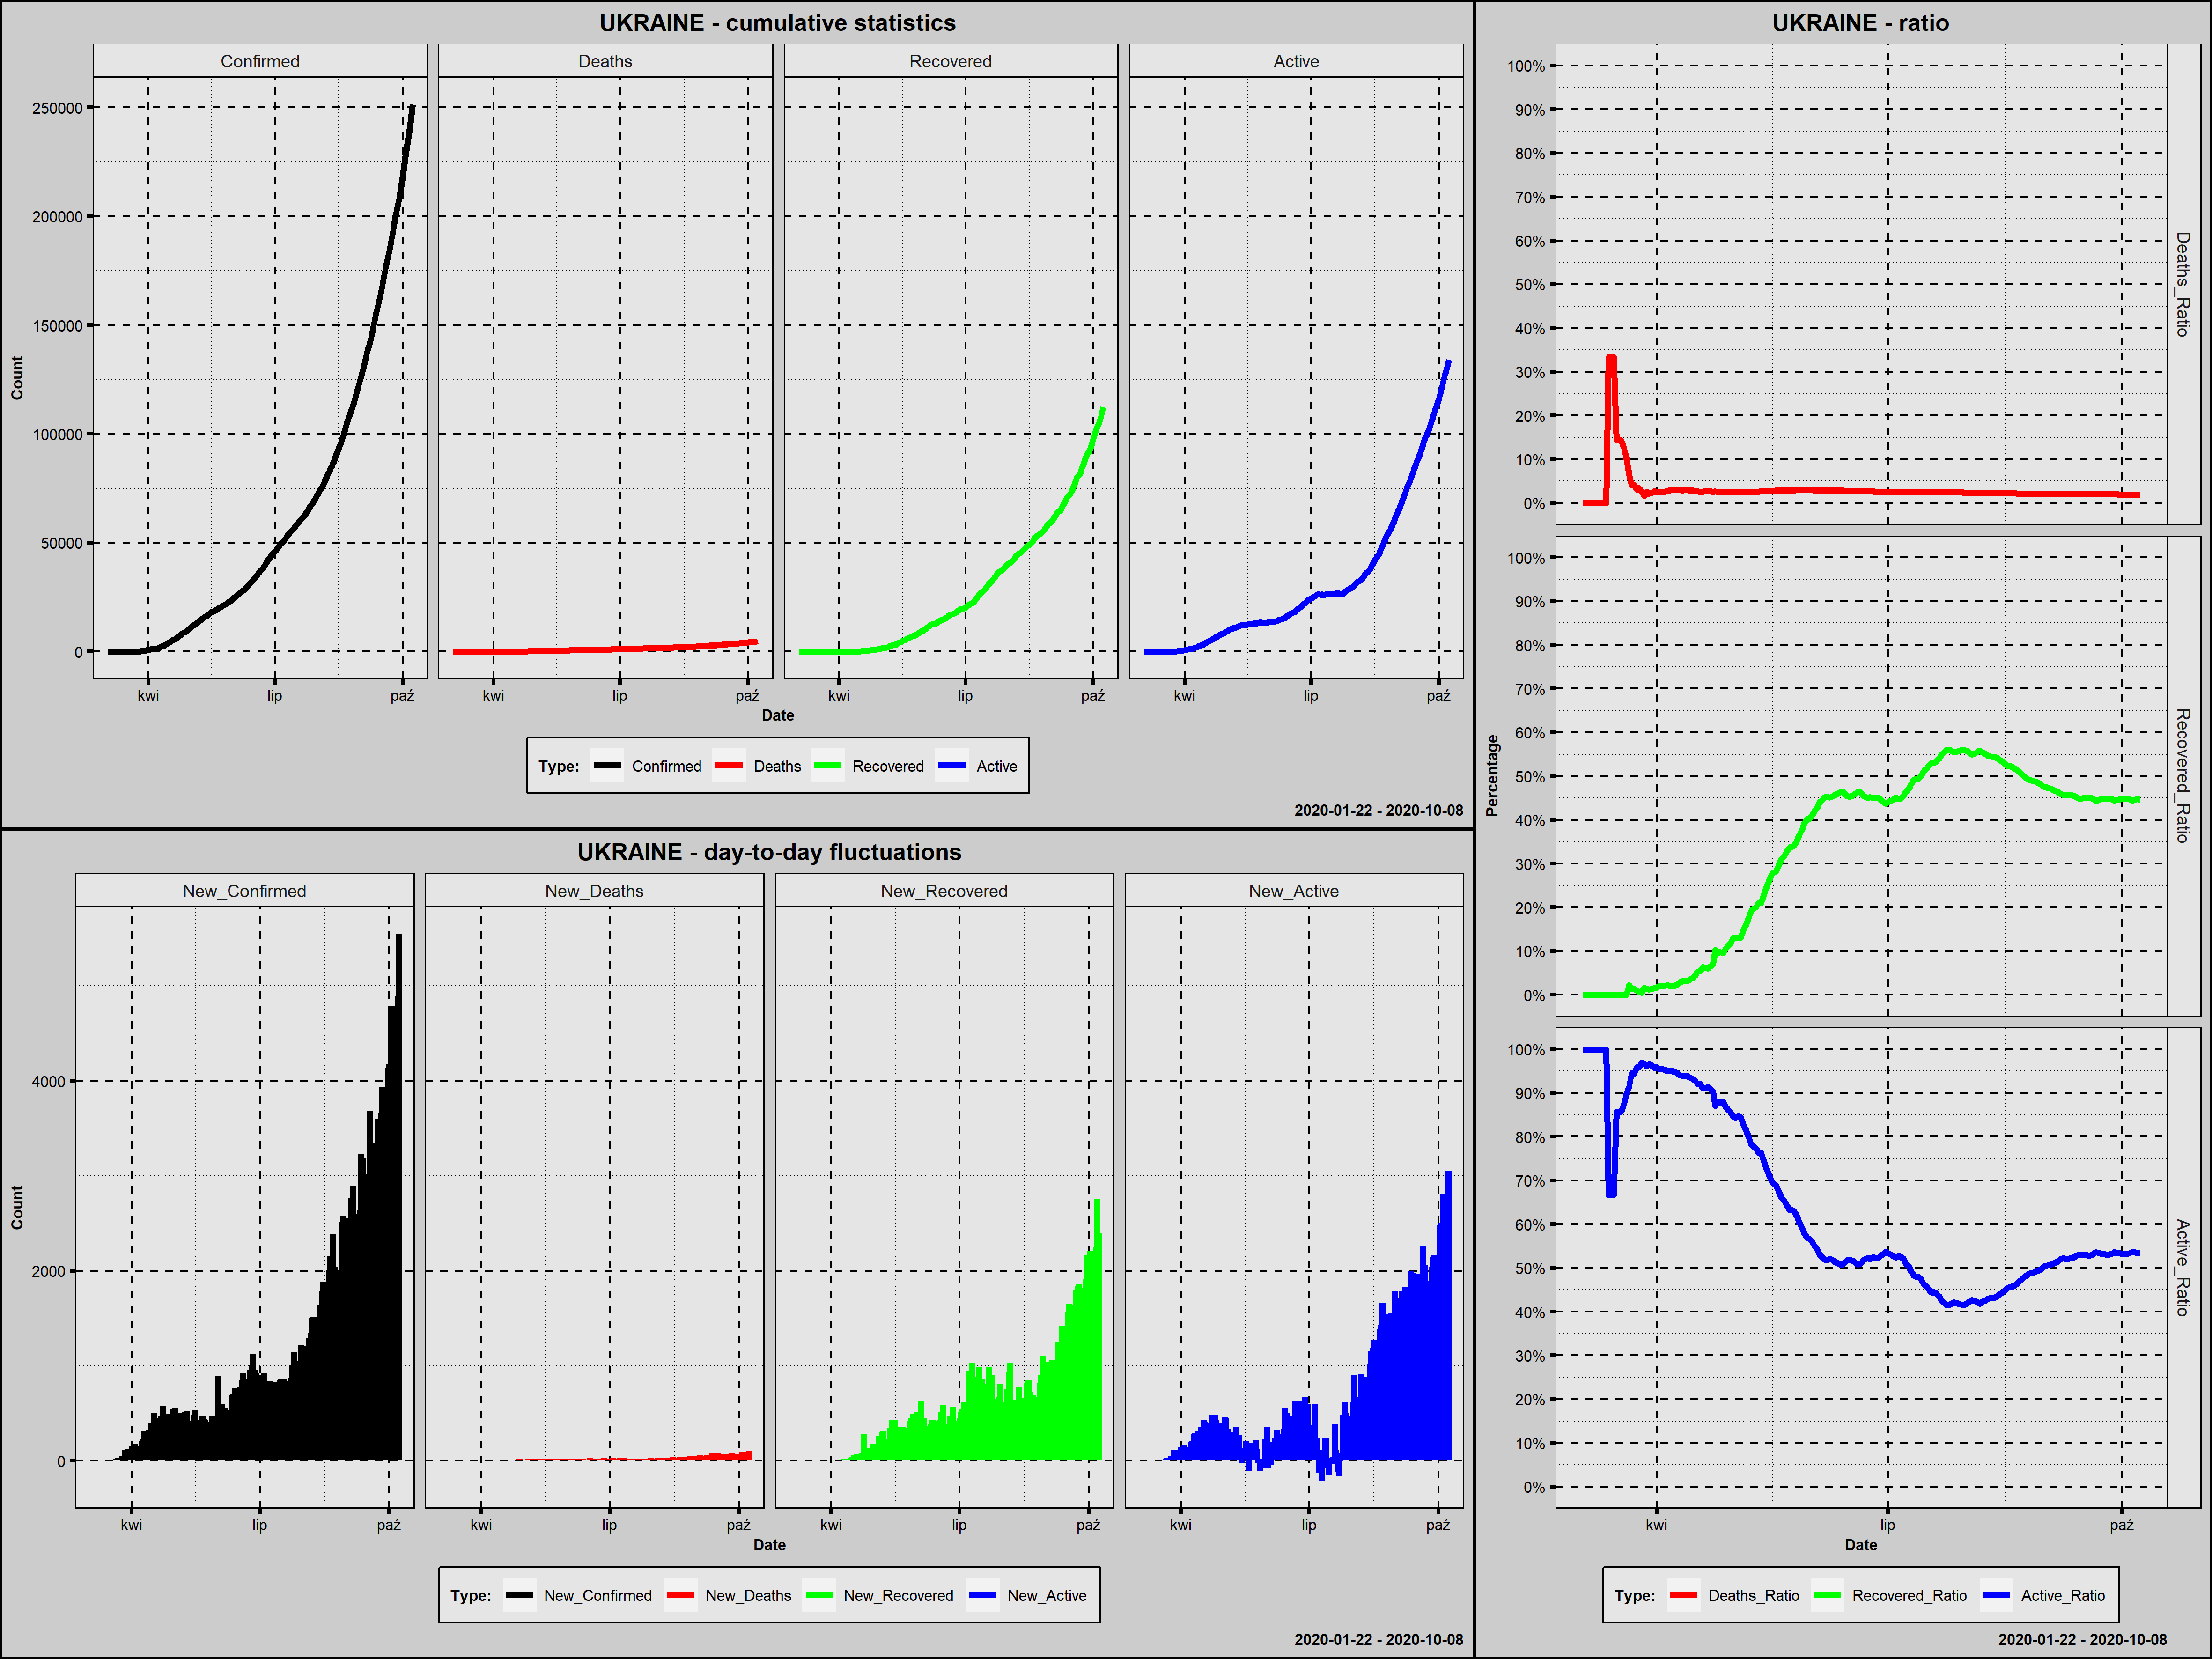 UKRAINE - cumulative statistics
Confirmed Deaths Recovered Active
250000
200000
150000
100000
50000
0
Count
kwi lip paź kwi lip paź kwi lip paź kwi lip paź
Date
Type: Confirmed Deaths Recovered Active
2020-01-22 - 2020-10-08
UKRAINE - day-to-day fluctuations
New_Confirmed New_Deaths New_Recovered New_Active
4000
2000
0
Count
kwi lip paź kwi lip paź kwi lip paź kwi lip paź
Date
Type: New_Confirmed New_Deaths New_Recovered New_Active
2020-01-22 - 2020-10-08
UKRAINE - ratio
100%
90%
80%
70%
60%
50%
40%
30%
20%
10%
0%
Deaths_Ratio
100%
90%
80%
70%
60%
50%
40%
30%
20%
10%
0%
Recovered_Ratio
Percentage
100%
90%
80%
70%
60%
50%
40%
30%
20%
10%
0%
Active_Ratio
kwi lip paź
Date
Type: Deaths_Ratio Recovered_Ratio Active_Ratio
2020-01-22 - 2020-10-08